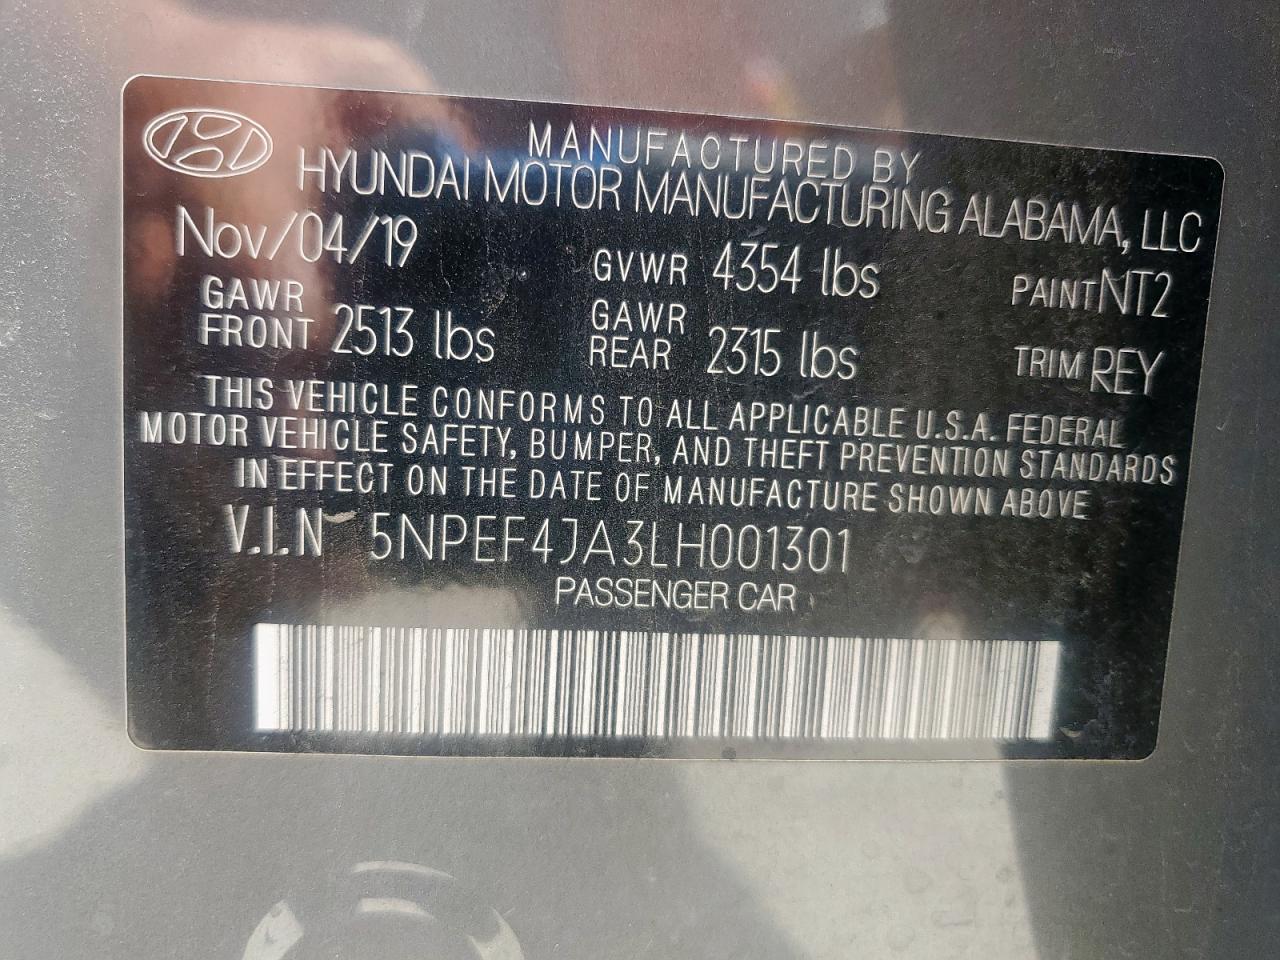 MANUFACTURED BY
HYUNDAI MOTOR MANUFACTURING ALABAMA, LLC
Nov/04/19 GVWR 4354 lbs PAINT NT2
GAWR FRONT 2513 lbs GAWR REAR 2315 lbs TRIM REY
THIS VEHICLE CONFORMS TO ALL APPLICABLE U.S.A. FEDERAL
MOTOR VEHICLE SAFETY, BUMPER, AND THEFT PREVENTION STANDARDS
IN EFFECT ON THE DATE OF MANUFACTURE SHOWN ABOVE
V.I.N 5NPEF4JA3LH001301
PASSENGER CAR